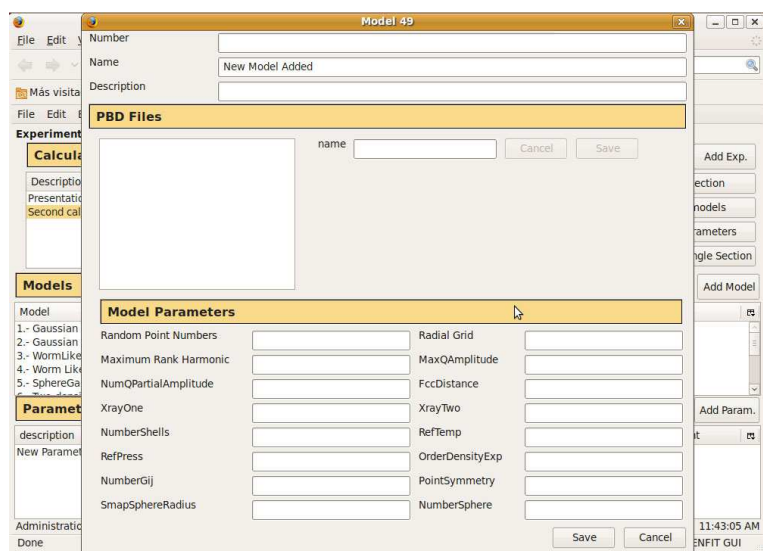 Model 49
File Edit
Number
Name New Model Added
Más visita
Description
File Edit
PBD Files
Experiment
name Cancel Save
Calcula Add Exp.
Descriptio ection
Presentatio odels
Second cal rameters
ngle Section
Models Add Model
Model Parameters
Model
1.- Gaussian Random Point Numbers Radial Grid
2.- Gaussian
3.- WormLike Maximum Rank Harmonic MaxQAmplitude
4.- Worm Like
5.- SphereGa NumQPartialAmplitude FccDistance
Paramet XrayOne XrayTwo Add Param.
description NumberShells RefTemp t
New Paramet RefPress OrderDensityExp
NumberGij PointSymmetry
SmapSphereRadius NumberSphere
Administratio 11:43:05 AM
Done Save Cancel ENFIT GUI